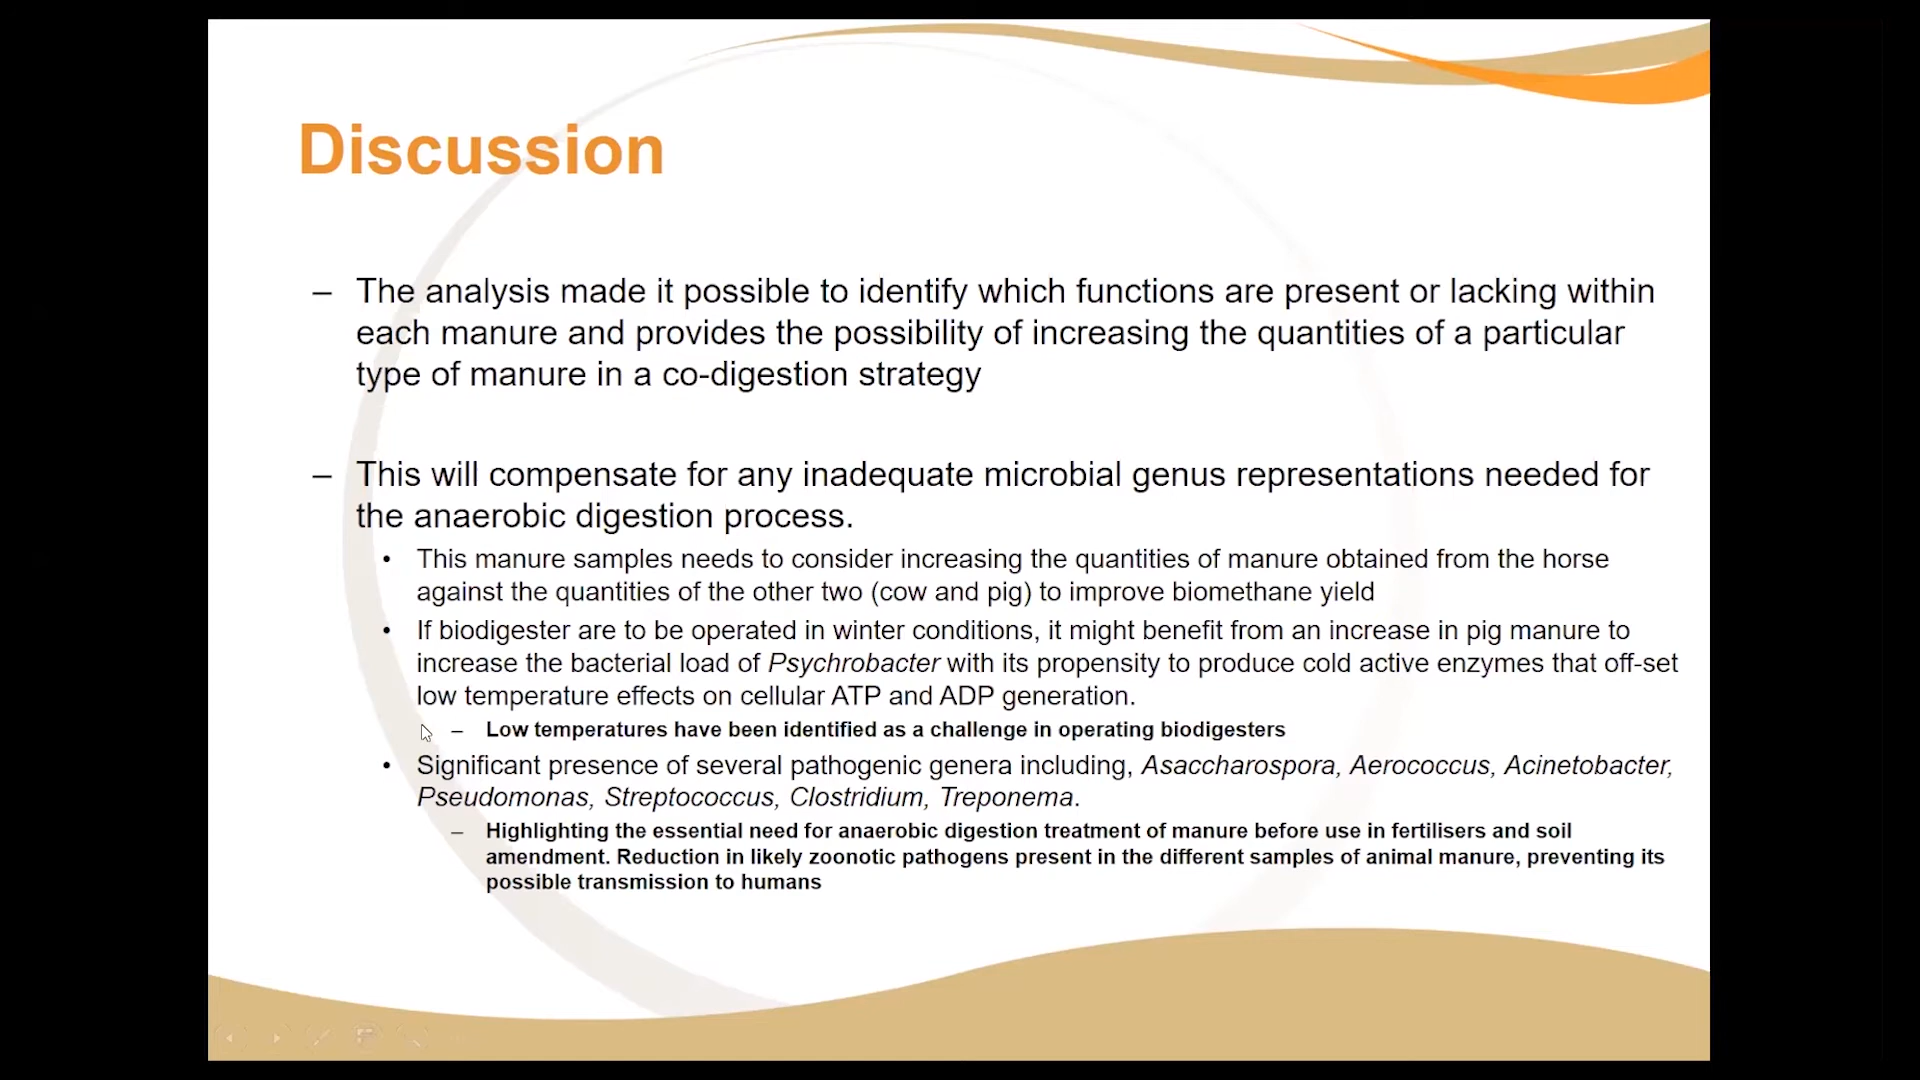 Discussion
– The analysis made it possible to identify which functions are present or lacking within
each manure and provides the possibility of increasing the quantities of a particular
type of manure in a co-digestion strategy
– This will compensate for any inadequate microbial genus representations needed for
the anaerobic digestion process.
• This manure samples needs to consider increasing the quantities of manure obtained from the horse
against the quantities of the other two (cow and pig) to improve biomethane yield
• If biodigester are to be operated in winter conditions, it might benefit from an increase in pig manure to
increase the bacterial load of Psychrobacter with its propensity to produce cold active enzymes that off-set
low temperature effects on cellular ATP and ADP generation.
– Low temperatures have been identified as a challenge in operating biodigesters
• Significant presence of several pathogenic genera including, Asaccharospora, Aerococcus, Acinetobacter,
Pseudomonas, Streptococcus, Clostridium, Treponema.
– Highlighting the essential need for anaerobic digestion treatment of manure before use in fertilisers and soil
amendment. Reduction in likely zoonotic pathogens present in the different samples of animal manure, preventing its
possible transmission to humans